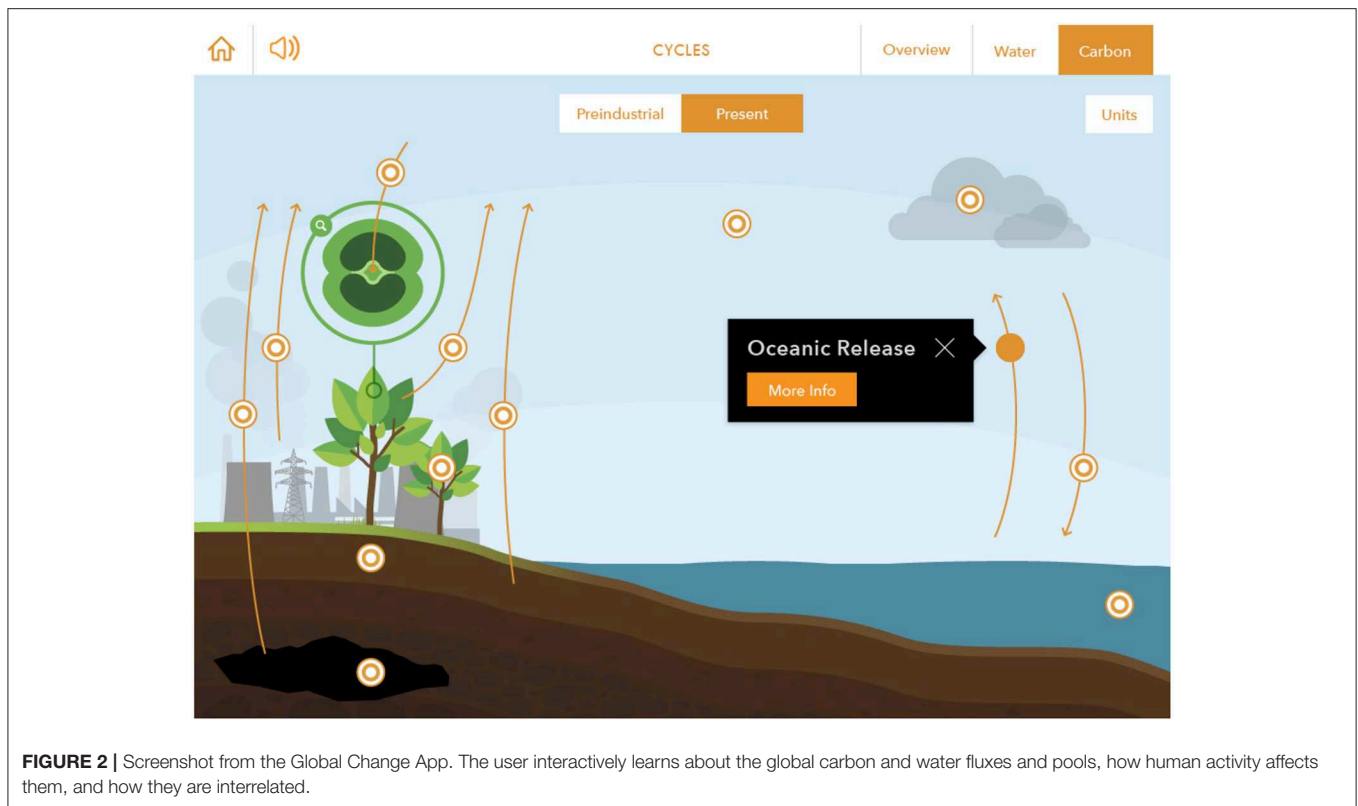 CYCLES
Overview
Water
Carbon
Preindustrial
Present
Units
Oceanic Release
More Info
FIGURE 2 | Screenshot from the Global Change App. The user interactively learns about the global carbon and water fluxes and pools, how human activity affects
them, and how they are interrelated.